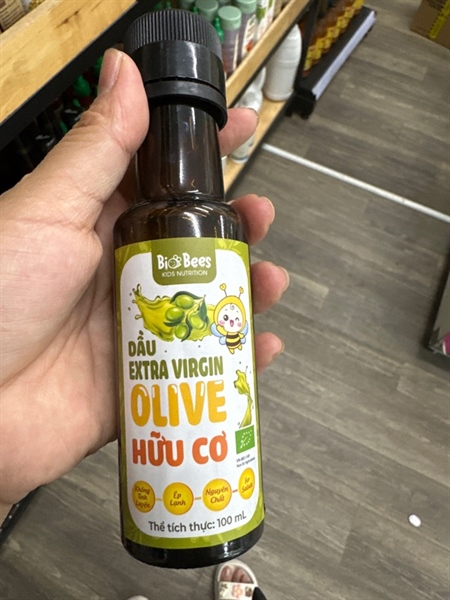 BioBees
KIDS NUTRITION
DẦU
EXTRA VIRGIN
OLIVE
HỮU CƠ
Ép
Lạnh
Nguyên
Chất
Thể tích thực: 100 mL